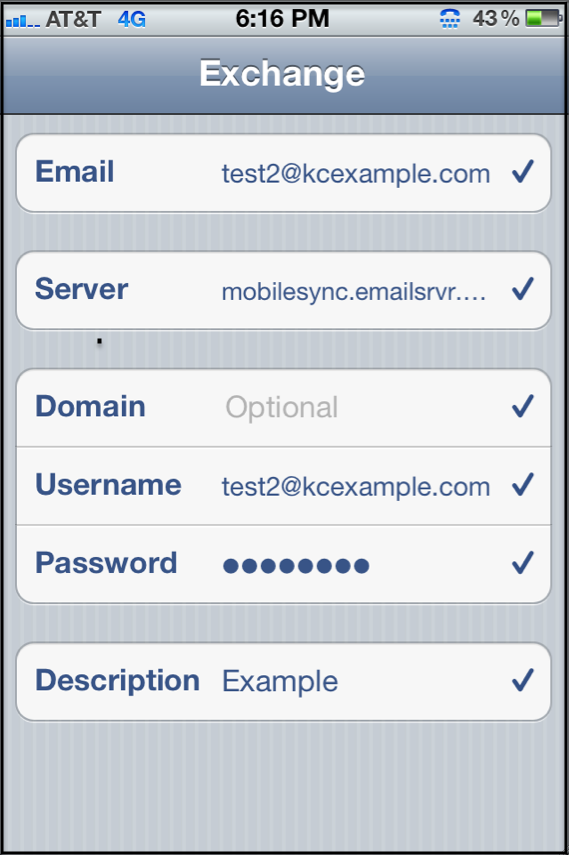 AT&T 4G 6:16 PM 43%
Exchange
Email test2@kcexample.com
Server mobilesync.emailsrvr....
Domain Optional
Username test2@kcexample.com
Password ●●●●●●●●
Description Example